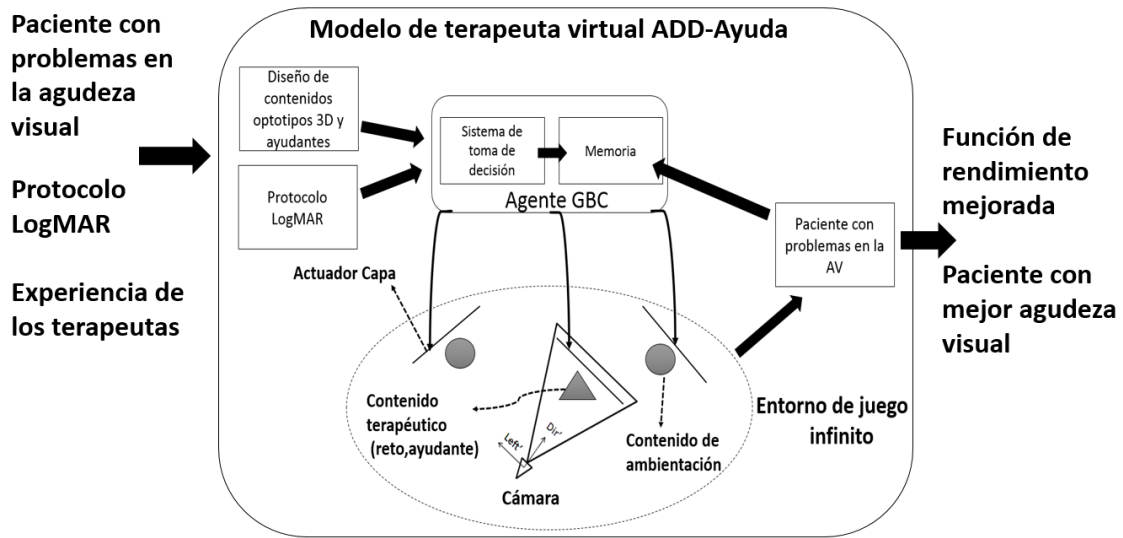 Paciente con
problemas en
la agudeza
visual
Protocolo
LogMAR
Experiencia de
los terapeutas
Modelo de terapeuta virtual ADD-Ayuda
Diseño de
contenidos
optotipos 3D y
ayudantes
Protocolo
LogMAR
Sistema de
toma de
decisión
Memoria
Agente GBC
Actuador Capa
Contenido
terapéutico
(reto,ayudante)
Left'
Dir'
Cámara
Contenido de
ambientación
Entorno de juego
infinito
Paciente con
problemas en la
AV
Función de
rendimiento
mejorada
Paciente con
mejor agudeza
visual